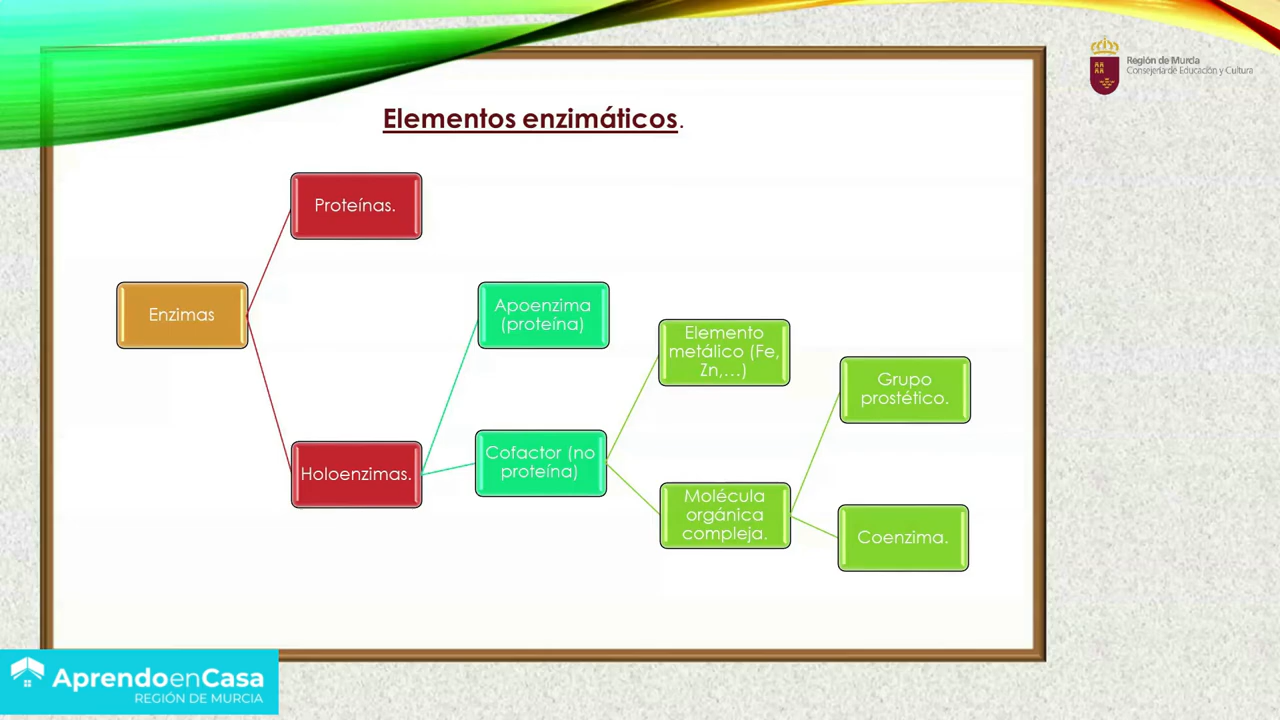 Región de Murcia
Consejería de Educación y Cultura
Elementos enzimáticos.
Proteínas.
Enzimas
Apoenzima
(proteína)
Elemento
metálico (Fe,
Zn,...)
Grupo
prostético.
Holoenzimas.
Cofactor (no
proteína)
Molécula
orgánica
compleja.
Coenzima.
AprendoenCasa
REGIÓN DE MURCIA